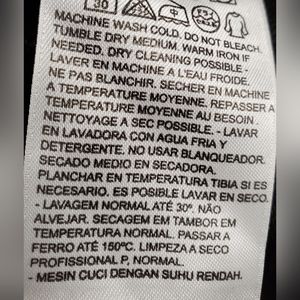 30
MACHINE WASH COLD. DO NOT BLEACH.
TUMBLE DRY MEDIUM. WARM IRON IF
NEEDED. DRY CLEANING POSSIBLE -
LAVER EN MACHINE A L'EAU FROIDE.
NE PAS BLANCHIR. SECHER EN MACHINE
A TEMPERATURE MOYENNE. REPASSER A
TEMPERATURE MOYENNE AU BESOIN.
NETTOYAGE A SEC POSSIBLE. - LAVAR
EN LAVADORA CON AGUA FRIA Y
DETERGENTE. NO USAR BLANQUEADOR.
SECADO MEDIO EN SECADORA.
PLANCHAR EN TEMPERATURA TIBIA SI ES
NECESARIO. ES POSIBLE LAVAR EN SECO.
- LAVAGEM NORMAL ATÉ 30º. NÃO
ALVEJAR. SECAGEM EM TAMBOR EM
TEMPERATURA NORMAL. PASSAR A
FERRO ATÉ 150ºC. LIMPEZA A SECO
PROFISSIONAL P, NORMAL.
- MESIN CUCI DENGAN SUHU RENDAH.